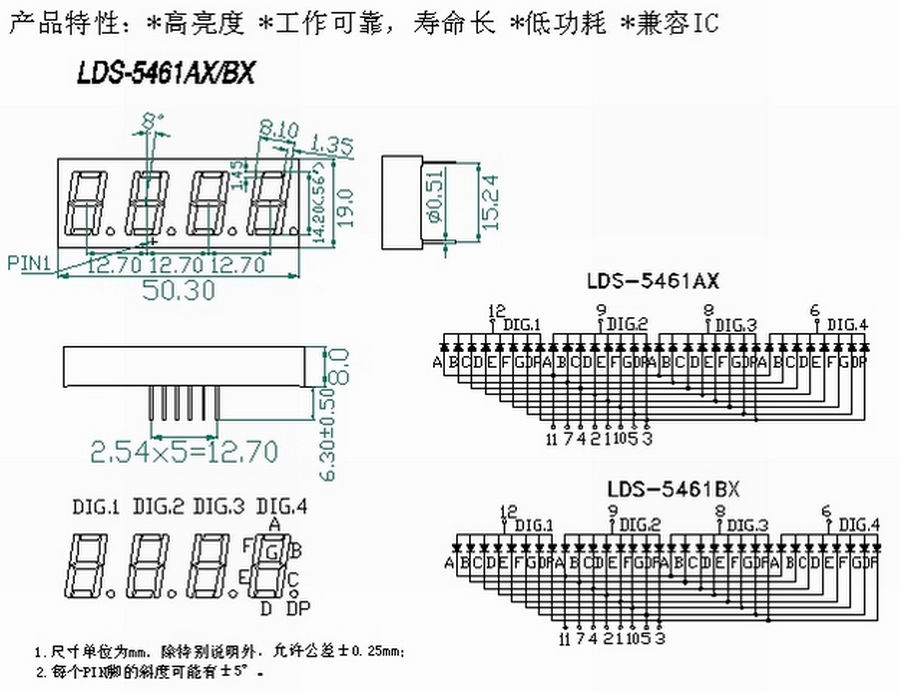 产品特性：*高亮度 *工作可靠，寿命长 *低功耗 *兼容IC
LDS-5461AX/BX
8°
8.10
1.35
1.45
14.20(.56")
19.0
PIN1
12.70 12.70 12.70
50.30
φ0.51
15.24
8.0
6.30±0.50
2.54×5=12.70
LDS-5461AX
12 9 8 6
DIG.1 DIG.2 DIG.3 DIG.4
A B C D E F G DP A B C D E F G DP A B C D E F G DP A B C D E F G DP
11 7 4 2 1 10 5 3
DIG.1 DIG.2 DIG.3 DIG.4
A
F G B
E C
D DP
LDS-5461BX
12 9 8 6
DIG.1 DIG.2 DIG.3 DIG.4
A B C D E F G DP A B C D E F G DP A B C D E F G DP A B C D E F G DP
11 7 4 2 1 10 5 3
1.尺寸单位为mm．除特别说明外．允许公差±0.25mm;
2.每个PIN脚的斜度可能有±5°。